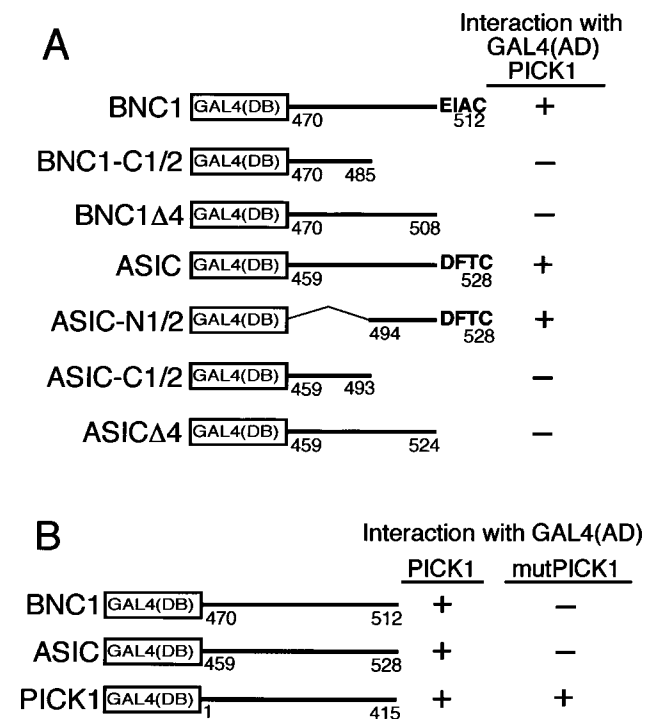 A
Interaction with
GAL4(AD)
PICK1
BNC1 GAL4(DB) 470 EIAC 512 +
BNC1-C1/2 GAL4(DB) 470 485 −
BNC1Δ4 GAL4(DB) 470 508 −
ASIC GAL4(DB) 459 DFTC 528 +
ASIC-N1/2 GAL4(DB) 494 DFTC 528 +
ASIC-C1/2 GAL4(DB) 459 493 −
ASICΔ4 GAL4(DB) 459 524 −
B
Interaction with GAL4(AD)
PICK1 mutPICK1
BNC1 GAL4(DB) 470 512 + −
ASIC GAL4(DB) 459 528 + −
PICK1 GAL4(DB) 1 415 + +